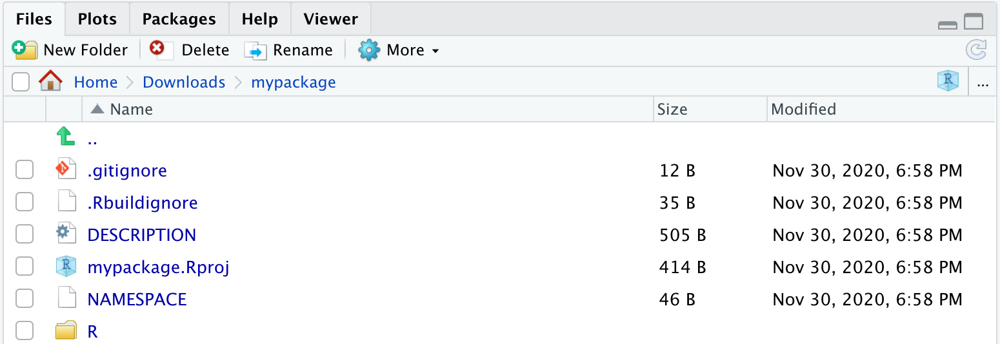 Files Plots Packages Help Viewer
New Folder Delete Rename More
Home Downloads mypackage R ...
Name Size Modified
..
.gitignore 12 B Nov 30, 2020, 6:58 PM
.Rbuildignore 35 B Nov 30, 2020, 6:58 PM
DESCRIPTION 505 B Nov 30, 2020, 6:58 PM
R mypackage.Rproj 414 B Nov 30, 2020, 6:58 PM
NAMESPACE 46 B Nov 30, 2020, 6:58 PM
R